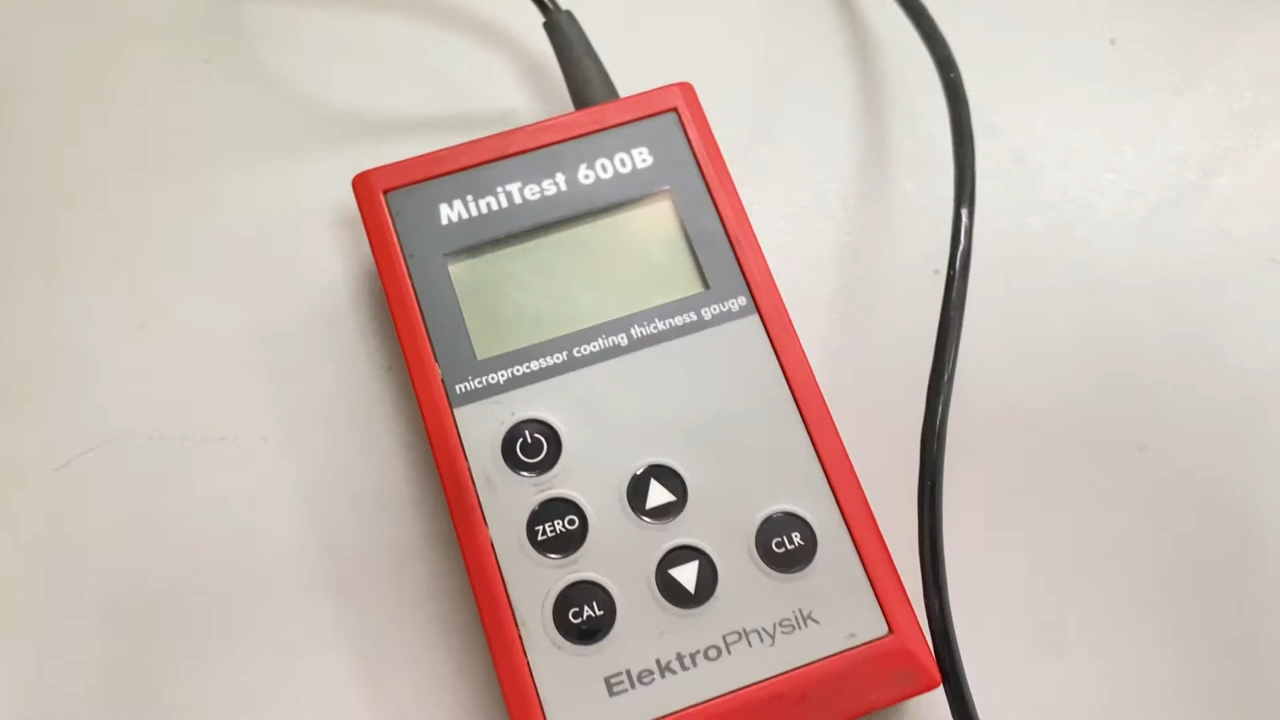 MiniTest 600B
microprocessor coating thickness gauge
ZERO
CLR
CAL
ElektroPhysik